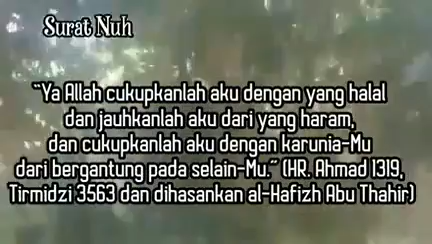 Surat Nuh
"Ya Allah cukupkanlah aku dengan yang halal
dan jauhkanlah aku dari yang haram,
dan cukupkanlah aku dengan karunia-Mu
dari bergantung pada selain-Mu." (HR. Ahmad 1319,
Tirmidzi 3563 dan dihasankan al-Hafizh Abu Thahir)